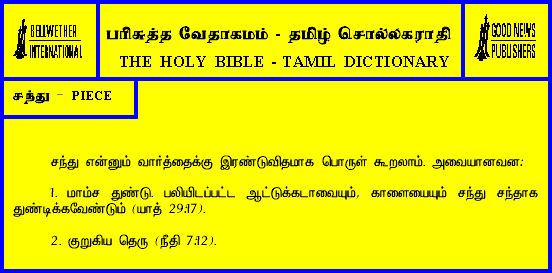 BELLWETHER
INTERNATIONAL
பரிசுத்த வேதாகமம் - தமிழ் சொல்லகராதி
THE HOLY BIBLE - TAMIL DICTIONARY
GOOD NEWS
PUBLISHERS
சந்து - PIECE
சந்து என்னும் வார்த்தைக்கு இரண்டுவிதமாக பொருள் கூறலாம். அவையானவன:
1. மாம்ச துண்டு. பலியிடப்பட்ட ஆட்டுக்கடாவையும், காளையையும் சந்து சந்தாக
துண்டிக்கவேண்டும் (யாத் 29:17).
2. குறுகிய தெரு (நீதி 7:12).